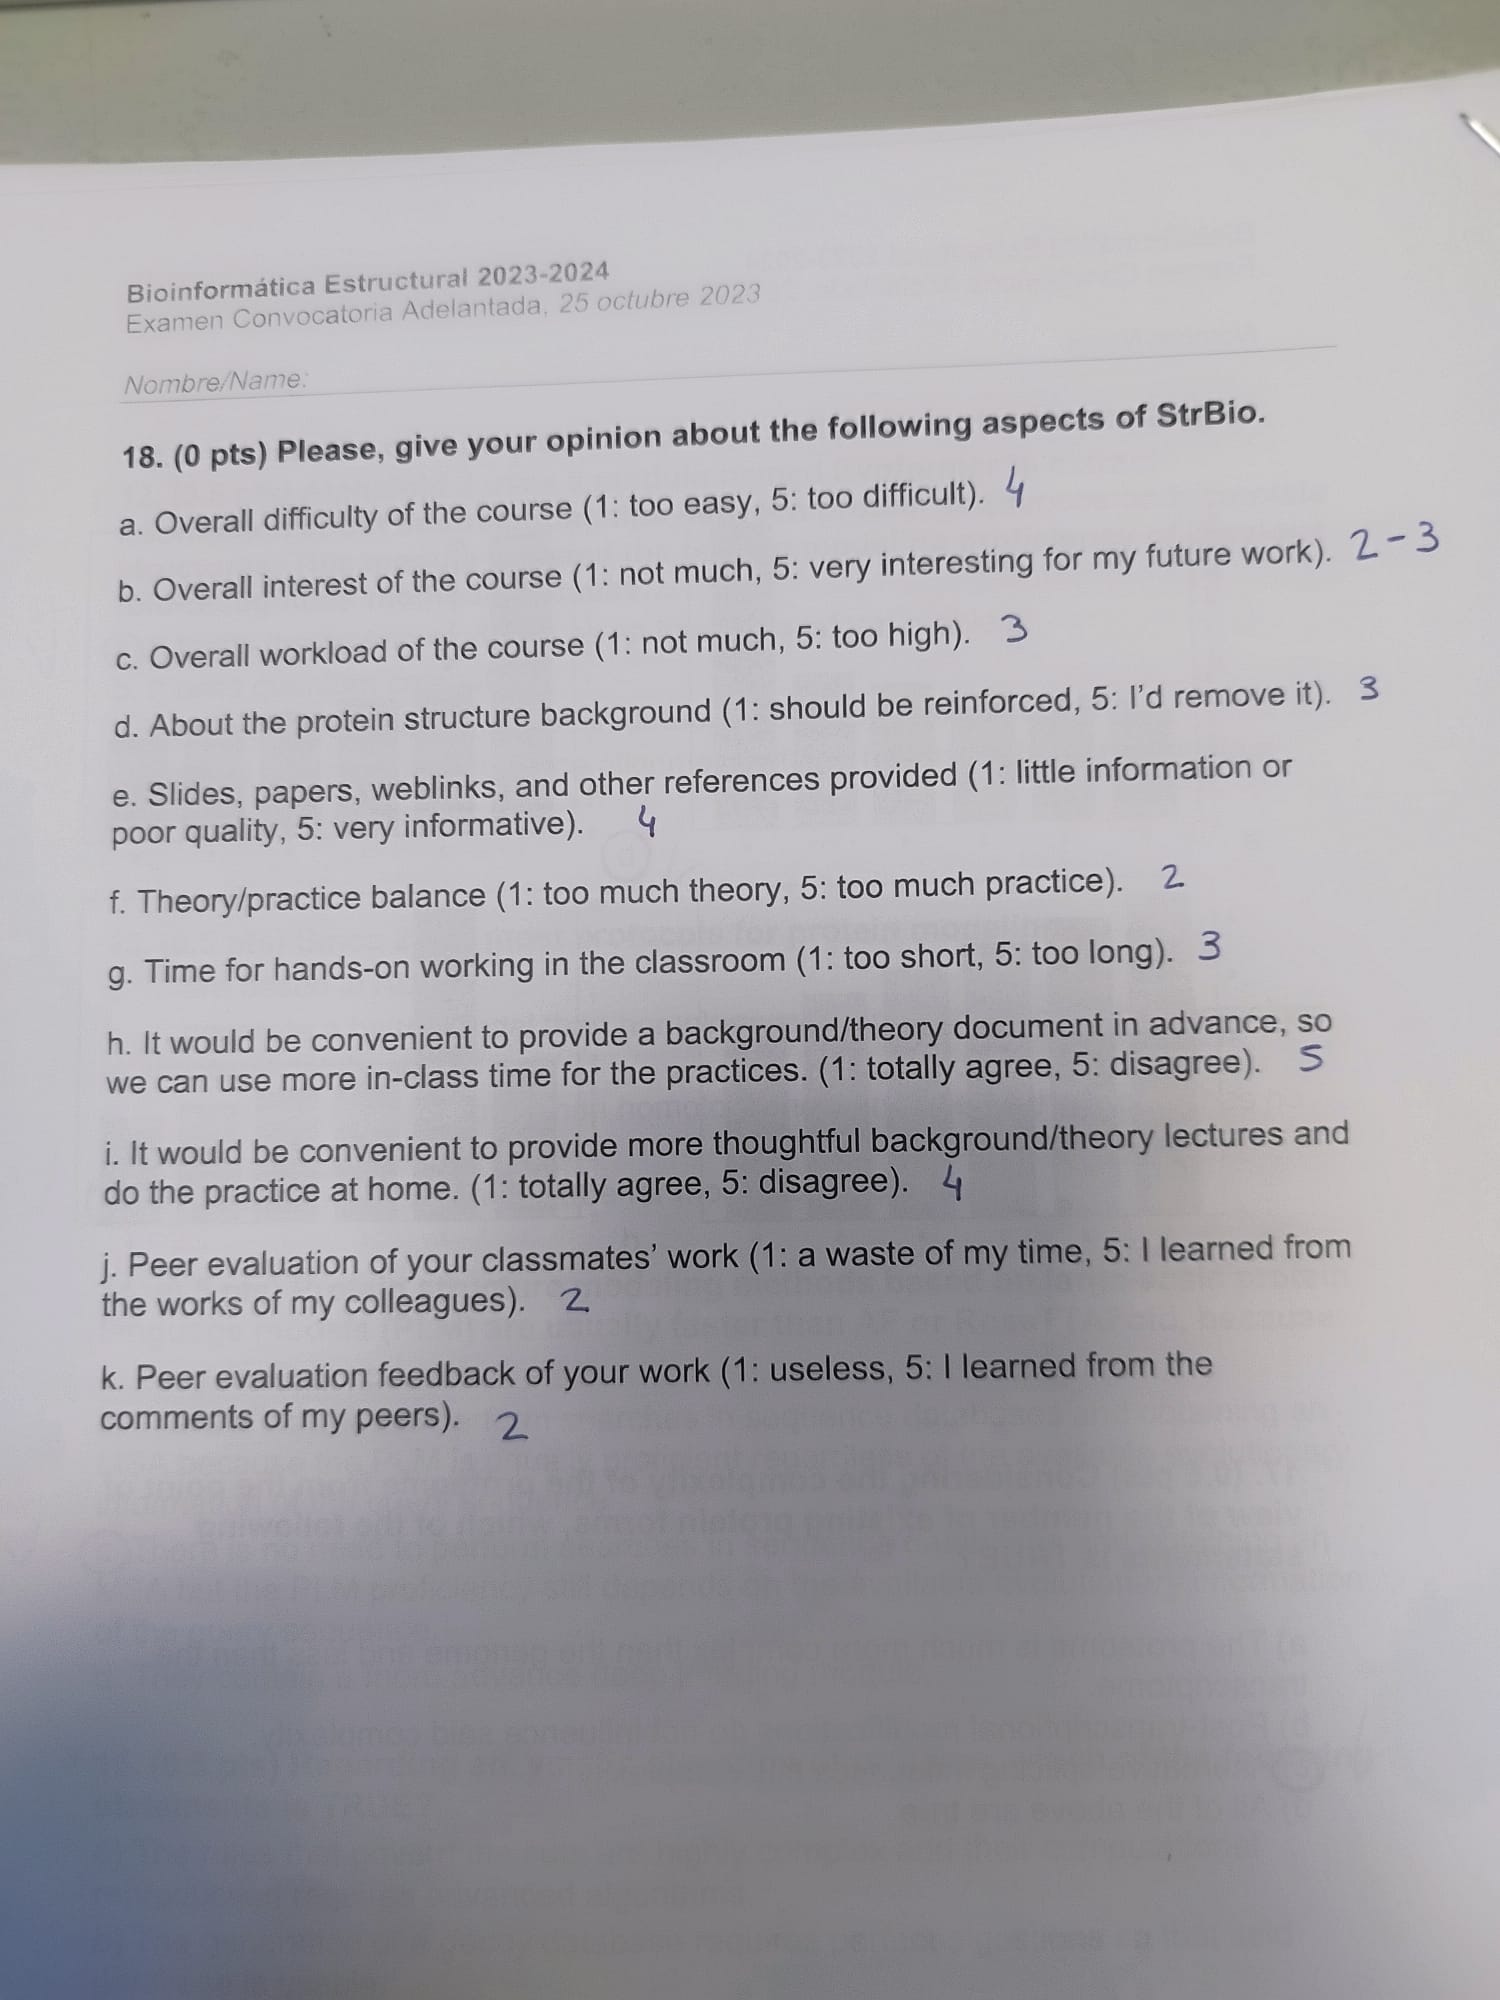 Bioinformática Estructural 2023-2024
Examen Convocatoria Adelantada, 25 octubre 2023
Nombre/Name:
18. (0 pts) Please, give your opinion about the following aspects of StrBio.
a. Overall difficulty of the course (1: too easy, 5: too difficult). 4
b. Overall interest of the course (1: not much, 5: very interesting for my future work). 2-3
c. Overall workload of the course (1: not much, 5: too high). 3
d. About the protein structure background (1: should be reinforced, 5: I'd remove it). 3
e. Slides, papers, weblinks, and other references provided (1: little information or
poor quality, 5: very informative). 4
f. Theory/practice balance (1: too much theory, 5: too much practice). 2
g. Time for hands-on working in the classroom (1: too short, 5: too long). 3
h. It would be convenient to provide a background/theory document in advance, so
we can use more in-class time for the practices. (1: totally agree, 5: disagree). 5
i. It would be convenient to provide more thoughtful background/theory lectures and
do the practice at home. (1: totally agree, 5: disagree). 4
j. Peer evaluation of your classmates' work (1: a waste of my time, 5: I learned from
the works of my colleagues). 2
k. Peer evaluation feedback of your work (1: useless, 5: I learned from the
comments of my peers). 2